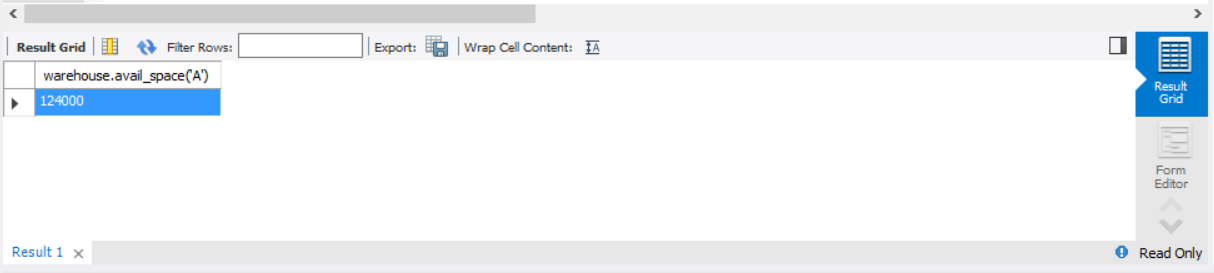 Result Grid Filter Rows: Export: Wrap Cell Content: IA
warehouse.avail_space('A')
124000
Result
Grid
Form
Editor
Result 1 ×
Read Only